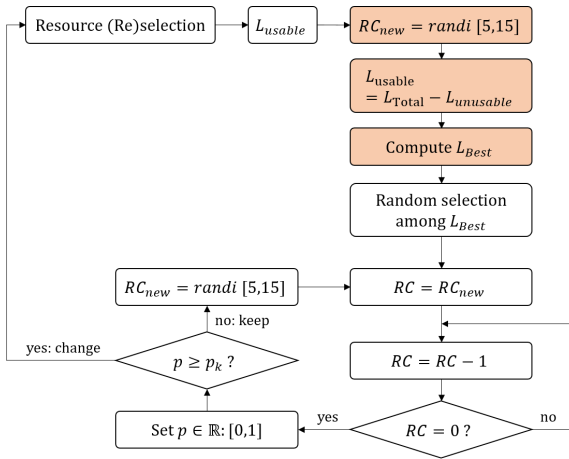 Resource (Re)selection
L_usable
RC_new = randi [5,15]
L_usable
= L_Total − L_unusable
Compute L_Best
Random selection
among L_Best
RC_new = randi [5,15]
RC = RC_new
no: keep
yes: change
p ≥ p_k ?
RC = RC − 1
Set p ∈ ℝ: [0,1]
yes
RC = 0 ?
no